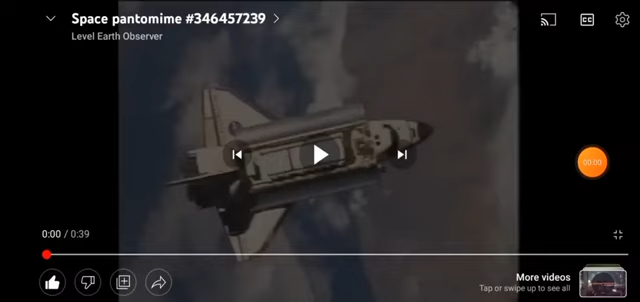 Space pantomime #346457239
Level Earth Observer
CC
00:00
0:00 / 0:39
More videos
Tap or swipe up to see all